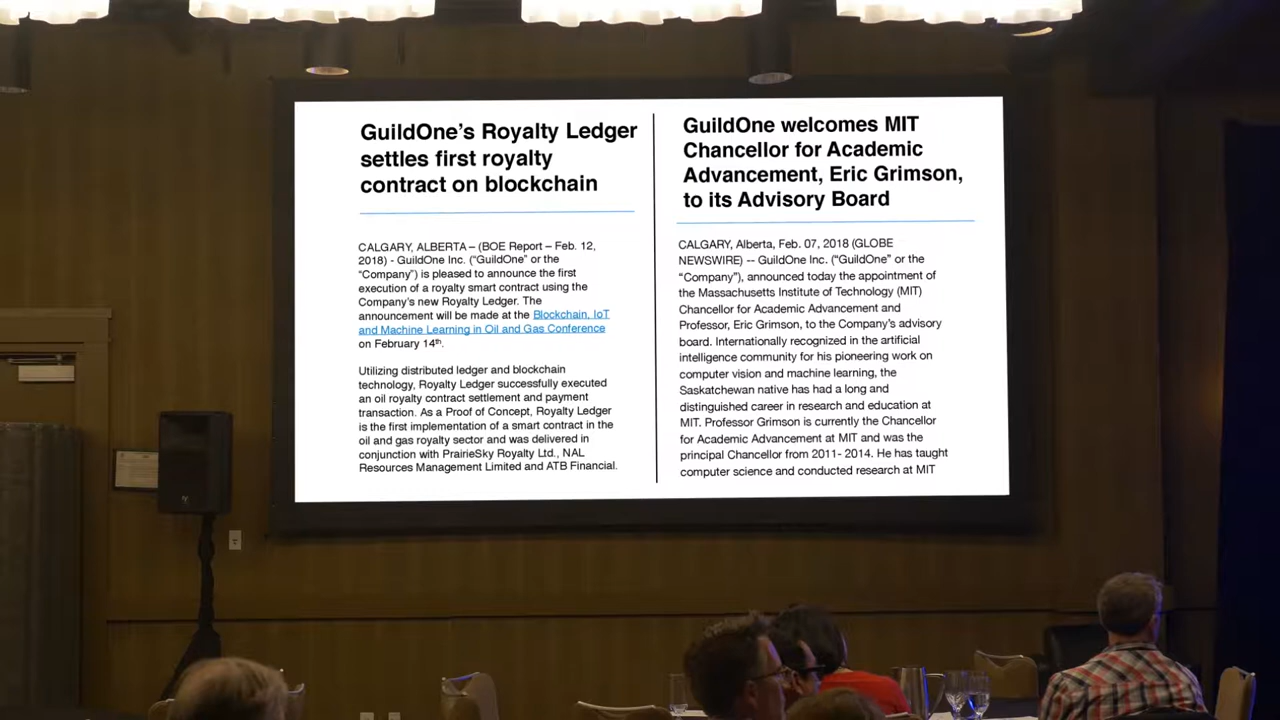 GuildOne's Royalty Ledger
settles first royalty
contract on blockchain
CALGARY, ALBERTA – (BOE Report – Feb. 12,
2018) - GuildOne Inc. (“GuildOne” or the
“Company”) is pleased to announce the first
execution of a royalty smart contract using the
Company's new Royalty Ledger. The
announcement will be made at the Blockchain, IoT
and Machine Learning in Oil and Gas Conference
on February 14th.
Utilizing distributed ledger and blockchain
technology, Royalty Ledger successfully executed
an oil royalty contract settlement and payment
transaction. As a Proof of Concept, Royalty Ledger
is the first implementation of a smart contract in the
oil and gas royalty sector and was delivered in
conjunction with PrairieSky Royalty Ltd., NAL
Resources Management Limited and ATB Financial.
GuildOne welcomes MIT
Chancellor for Academic
Advancement, Eric Grimson,
to its Advisory Board
CALGARY, Alberta, Feb. 07, 2018 (GLOBE
NEWSWIRE) -- GuildOne Inc. (“GuildOne” or the
“Company”), announced today the appointment of
the Massachusetts Institute of Technology (MIT)
Chancellor for Academic Advancement and
Professor, Eric Grimson, to the Company's advisory
board. Internationally recognized in the artificial
intelligence community for his pioneering work on
computer vision and machine learning, the
Saskatchewan native has had a long and
distinguished career in research and education at
MIT. Professor Grimson is currently the Chancellor
for Academic Advancement at MIT and was the
principal Chancellor from 2011- 2014. He has taught
computer science and conducted research at MIT